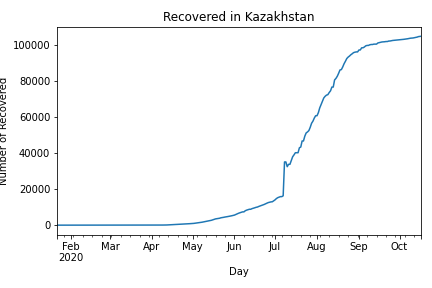 Recovered in Kazakhstan
Number of Recovered
100000
80000
60000
40000
20000
0
Feb Mar Apr May Jun Jul Aug Sep Oct
2020
Day